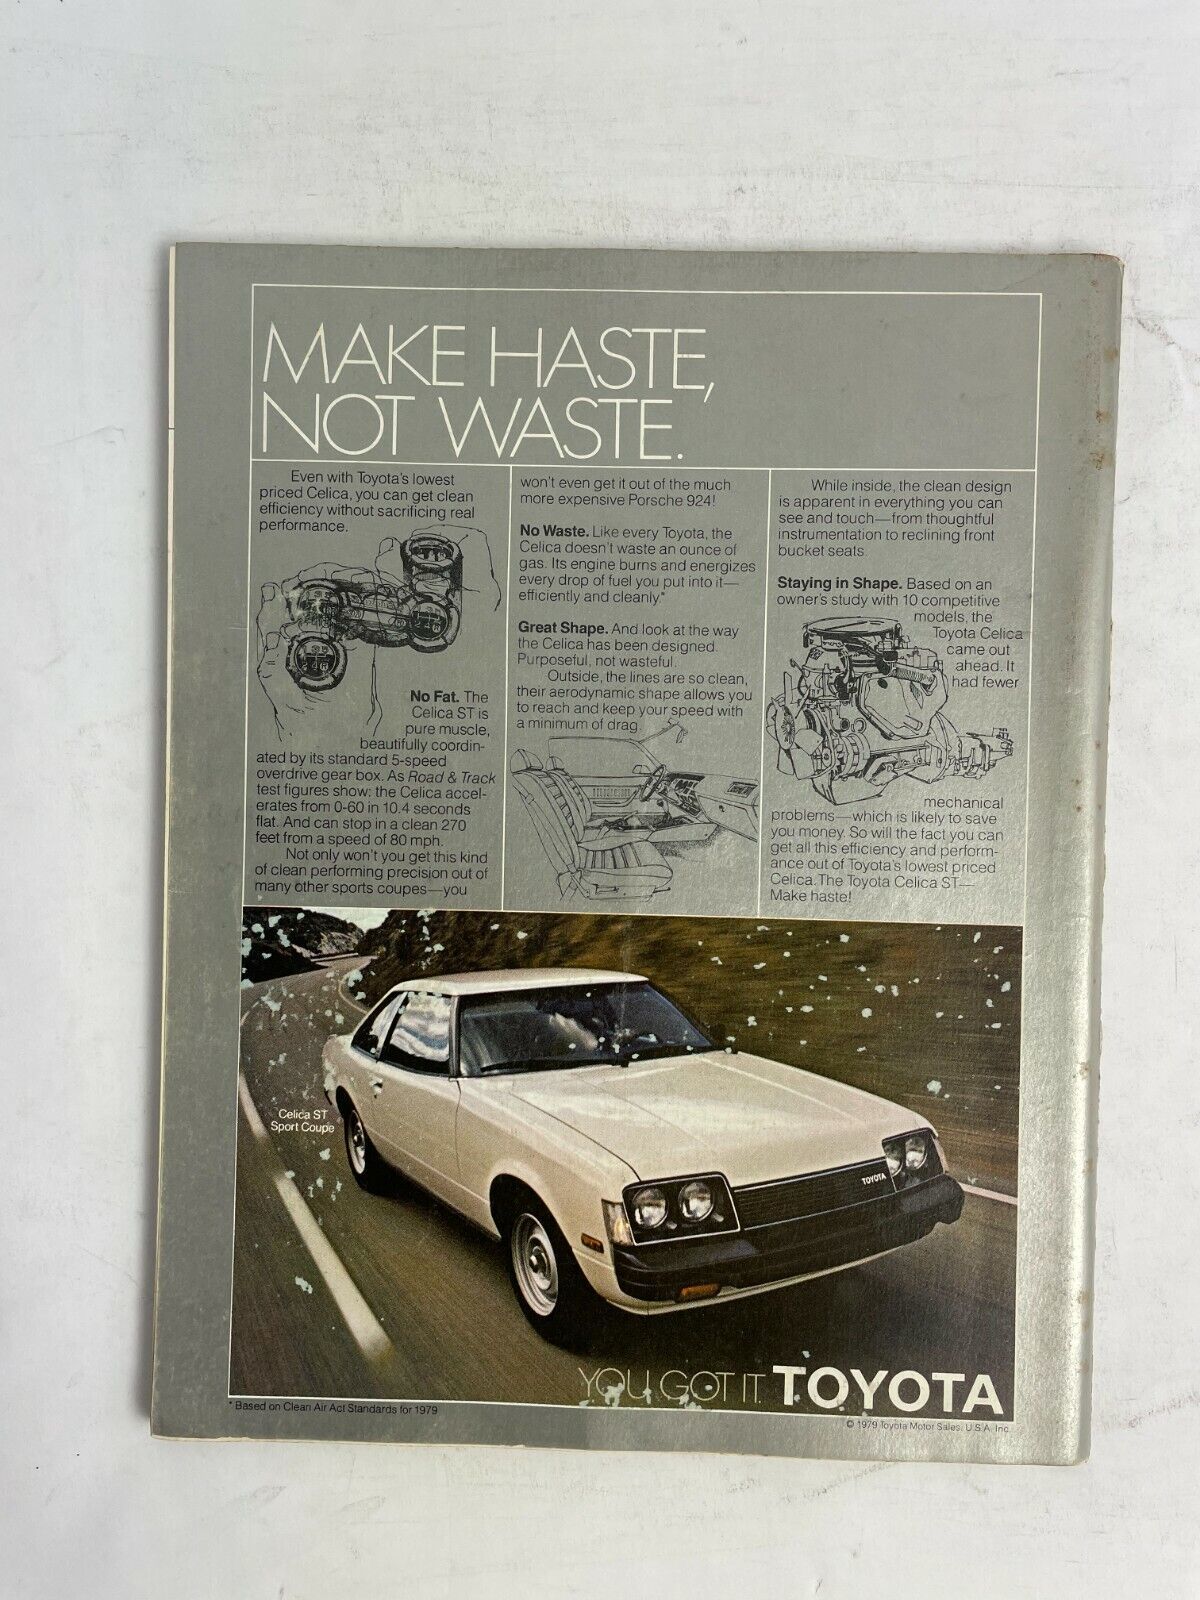 MAKE HASTE,
NOT WASTE.
Even with Toyota's lowest
priced Celica, you can get clean
efficiency without sacrificing real
performance.
No Fat. The
Celica ST is
pure muscle,
beautifully coordin-
ated by its standard 5-speed
overdrive gear box. As Road & Track
test figures show: the Celica accel-
erates from 0-60 in 10.4 seconds
flat. And can stop in a clean 270
feet from a speed of 80 mph.
Not only won't you get this kind
of clean performing precision out of
many other sports coupes—you
won't even get it out of the much
more expensive Porsche 924!
No Waste. Like every Toyota, the
Celica doesn't waste an ounce of
gas. Its engine burns and energizes
every drop of fuel you put into it—
efficiently and cleanly.*
Great Shape. And look at the way
the Celica has been designed.
Purposeful, not wasteful.
Outside, the lines are so clean,
their aerodynamic shape allows you
to reach and keep your speed with
a minimum of drag.
While inside, the clean design
is apparent in everything you can
see and touch—from thoughtful
instrumentation to reclining front
bucket seats.
Staying in Shape. Based on an
owner's study with 10 competitive
models, the
Toyota Celica
came out
ahead. It
had fewer
mechanical
problems—which is likely to save
you money. So will the fact you can
get all this efficiency and perform-
ance out of Toyota's lowest priced
Celica. The Toyota Celica ST—
Make haste!
Celica ST
Sport Coupe
TOYOTA
YOU GOT IT. TOYOTA
* Based on Clean Air Act Standards for 1979
© 1979 Toyota Motor Sales, U.S.A., Inc.